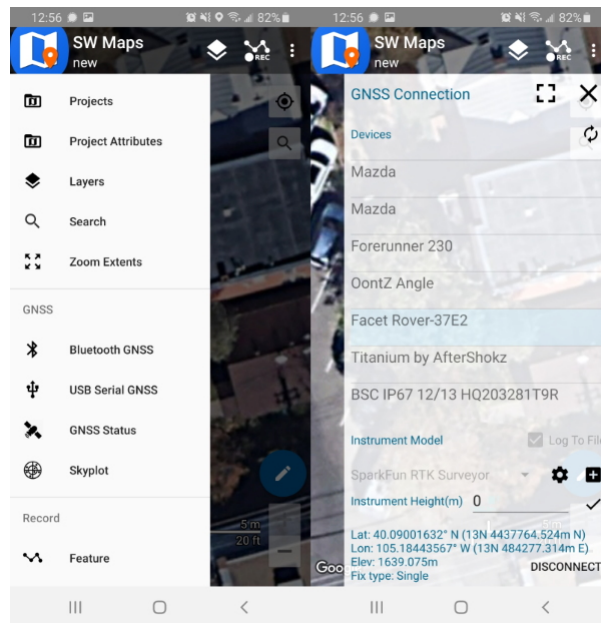 12:56 82%
SW Maps
new
Projects
Project Attributes
Layers
Search
Zoom Extents
GNSS
Bluetooth GNSS
USB Serial GNSS
GNSS Status
Skyplot
Record
Feature
5 m
20 ft
12:56 82%
SW Maps
new
REC
REC
GNSS Connection
Devices
Mazda
Mazda
Forerunner 230
OontZ Angle
Facet Rover-37E2
Titanium by AfterShokz
BSC IP67 12/13 HQ203281T9R
Instrument Model Log To File
SparkFun RTK Surveyor
Instrument Height(m) 0
Lat: 40.09001632° N (13N 4437764.524m N)
Lon: 105.18443567° W (13N 484277.314m E)
Elev: 1639.075m
Fix type: Single
DISCONNECT
Goo